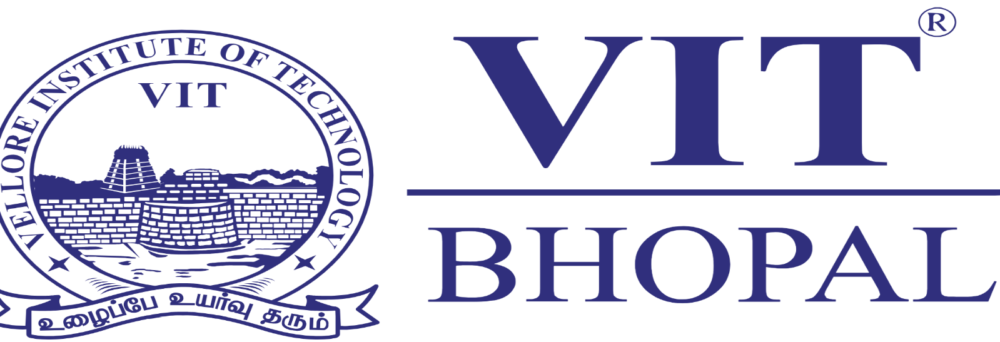 VELLORE INSTITUTE OF TECHNOLOGY
VIT
உழைப்பே உயர்வு தரும்
VIT®
BHOPAL